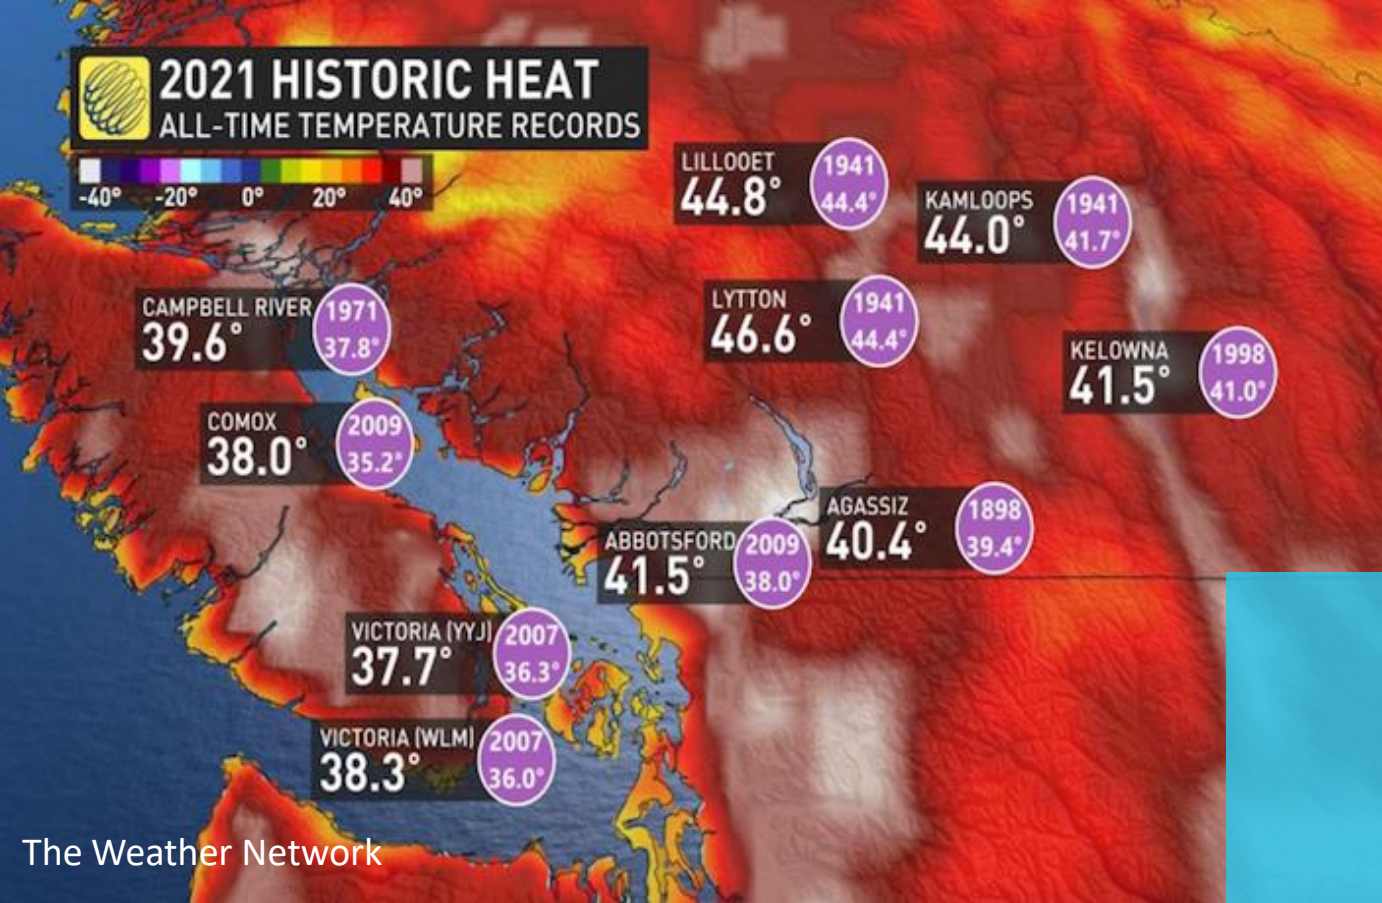 2021 HISTORIC HEAT
ALL-TIME TEMPERATURE RECORDS
-40° -20° 0° 20° 40°
LILLOOET
44.8°
1941
44.4°
KAMLOOPS
44.0°
1941
41.7°
CAMPBELL RIVER
39.6°
1971
37.8°
LYTTON
46.6°
1941
44.4°
KELOWNA
41.5°
1998
41.0°
COMOX
38.0°
2009
35.2°
AGASSIZ
40.4°
1898
39.4°
ABBOTSFORD
41.5°
2009
38.0°
VICTORIA (YYJ)
37.7°
2007
36.3°
VICTORIA (WLM)
38.3°
2007
36.0°
The Weather Network